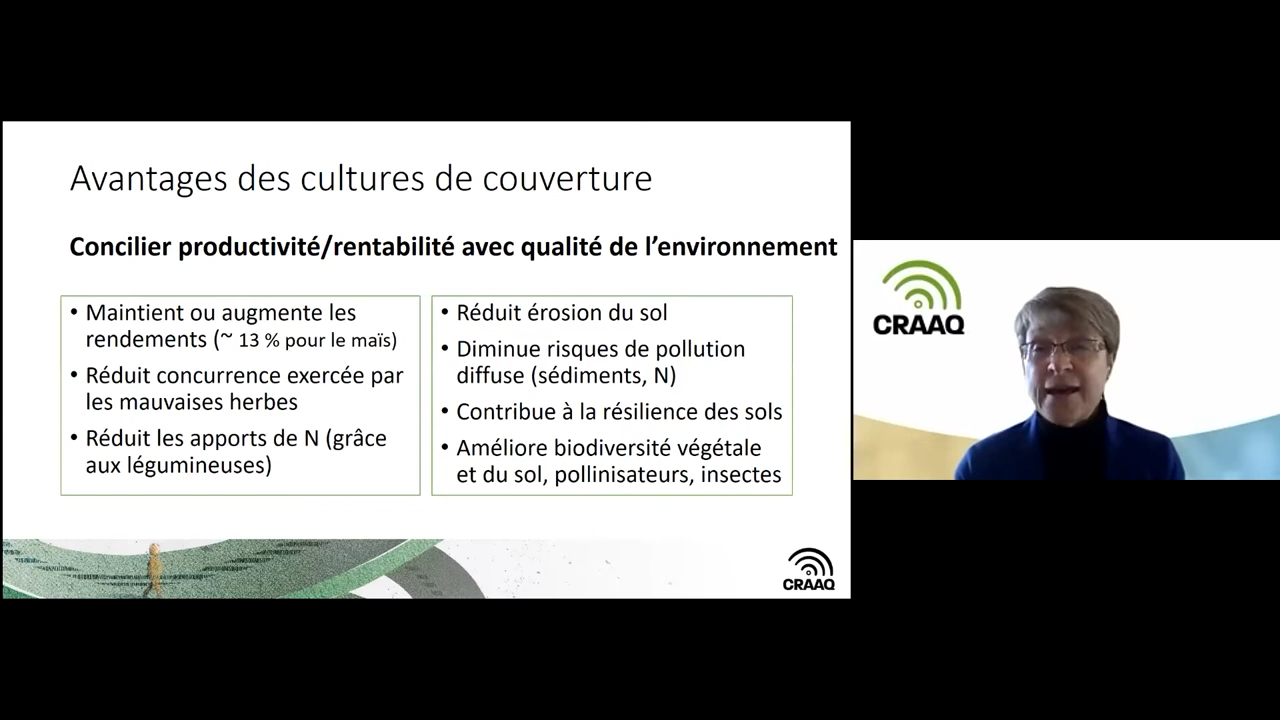 Avantages des cultures de couverture
Concilier productivité/rentabilité avec qualité de l’environnement
• Maintient ou augmente les
rendements (~ 13 % pour le maïs)
• Réduit concurrence exercée par
les mauvaises herbes
• Réduit les apports de N (grâce
aux légumineuses)
• Réduit érosion du sol
• Diminue risques de pollution
diffuse (sédiments, N)
• Contribue à la résilience des sols
• Améliore biodiversité végétale
et du sol, pollinisateurs, insectes
CRAAQ
CRAAQ